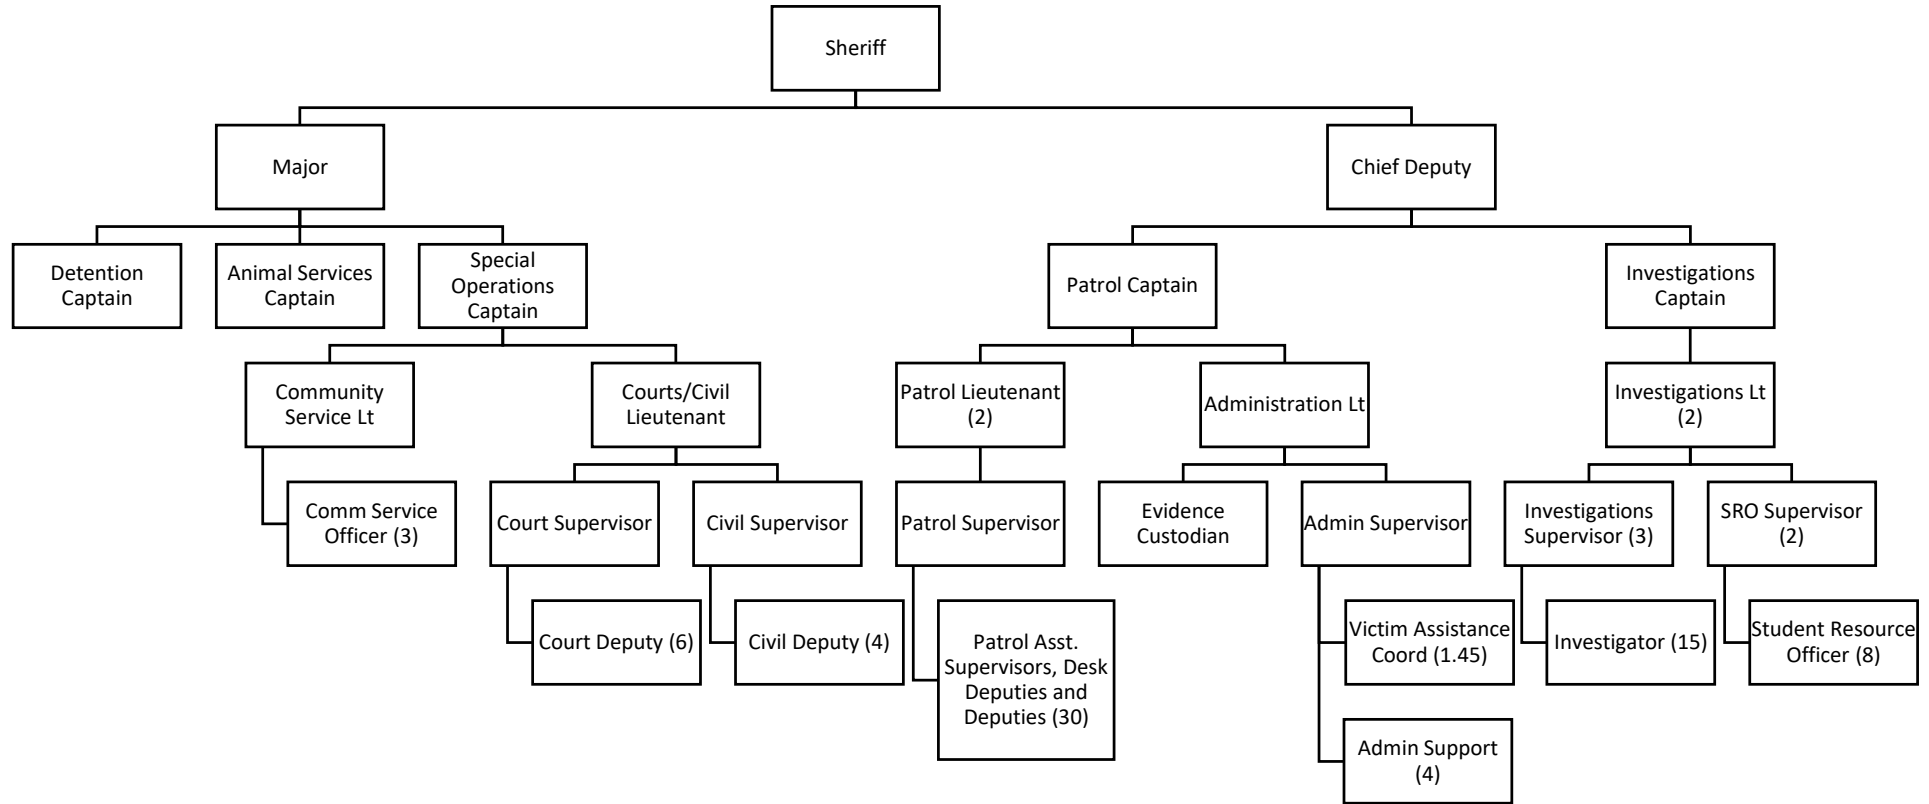 Sheriff
Major
Chief Deputy
Detention
Captain
Animal Services
Captain
Special
Operations
Captain
Patrol Captain
Investigations
Captain
Community
Service Lt
Courts/Civil
Lieutenant
Patrol Lieutenant
(2)
Administration Lt
Investigations Lt
(2)
Comm Service
Officer (3)
Court Supervisor
Civil Supervisor
Patrol Supervisor
Evidence
Custodian
Admin Supervisor
Investigations
Supervisor (3)
SRO Supervisor
(2)
Court Deputy (6)
Civil Deputy (4)
Patrol Asst.
Supervisors, Desk
Deputies and
Deputies (30)
Victim Assistance
Coord (1.45)
Investigator (15)
Student Resource
Officer (8)
Admin Support
(4)